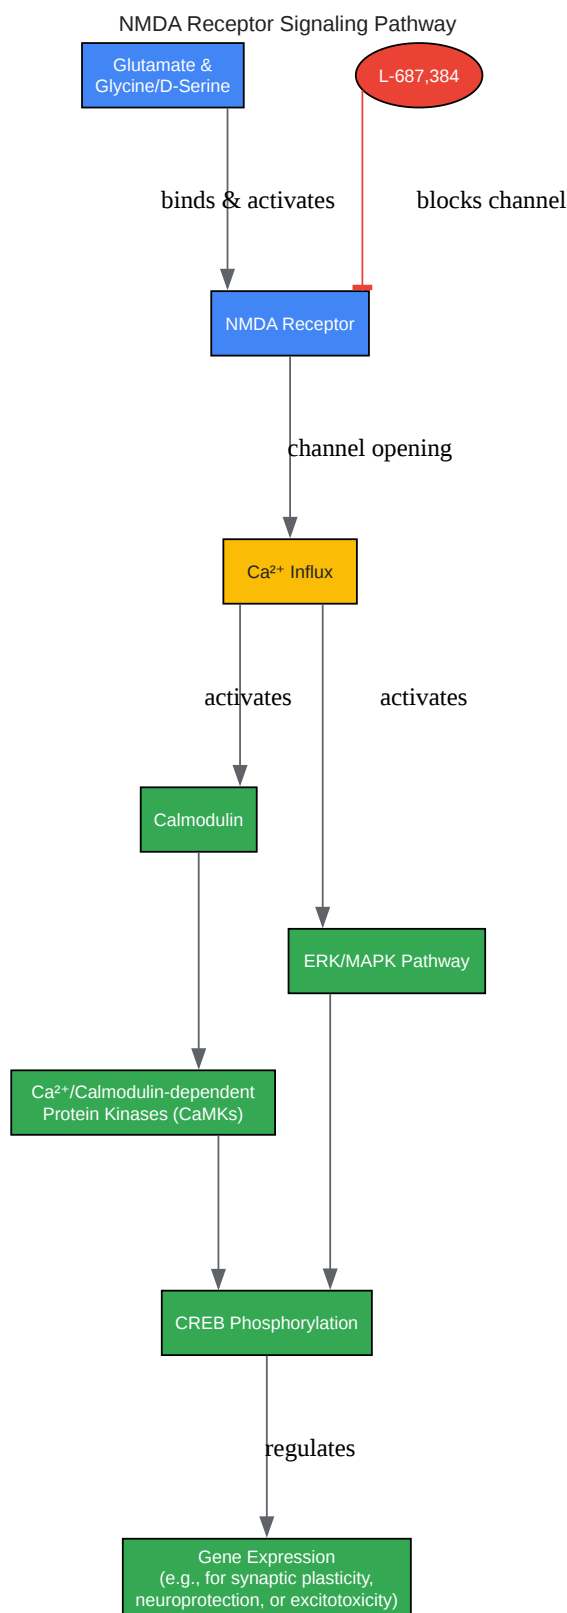 NMDA Receptor Signaling Pathway
Glutamate &
Glycine/D-Serine
L-687,384
binds & activates
blocks channel
NMDA Receptor
channel opening
Ca²⁺ Influx
activates
activates
Calmodulin
ERK/MAPK Pathway
Ca²⁺/Calmodulin-dependent
Protein Kinases (CaMKs)
CREB Phosphorylation
regulates
Gene Expression
(e.g., for synaptic plasticity,
neuroprotection, or excitotoxicity)